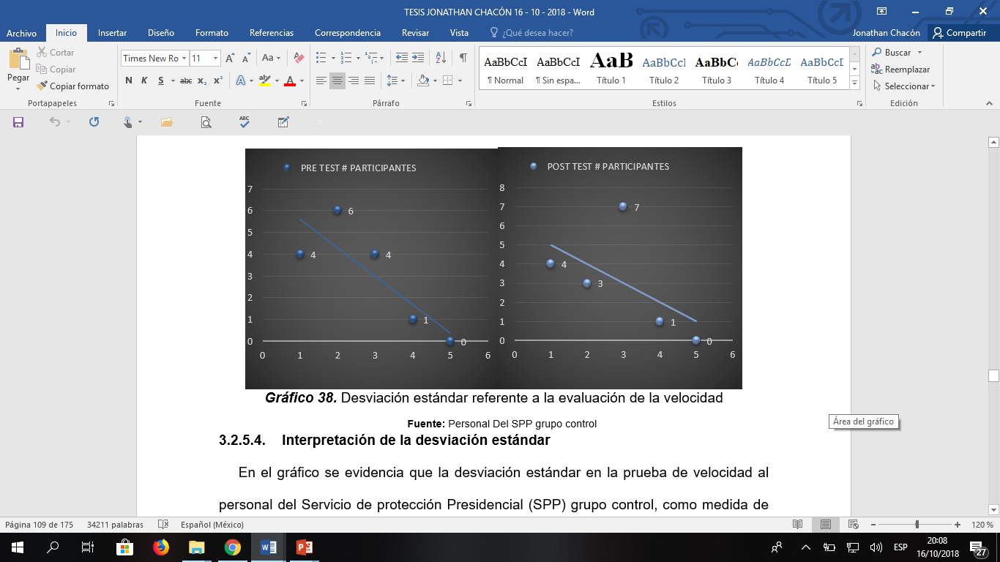 TESIS JONATHAN CHACÓN 16 - 10 - 2018 - Word
Archivo Inicio Insertar Diseño Formato Referencias Correspondencia Revisar Vista ¿Qué desea hacer? Jonathan Chacón Compartir
Pegar
Cortar
Copiar
Copiar formato
Portapapeles
Times New Ro 11
A A Aa
N K S abc x₂ x²
A ab A
Fuente
Párrafo
AaBbCcI AaBbCcI AaB AaBbCcI AaBbCc AaBbCcD AaBbCcI
¶ Normal ¶ Sin espa... Título 1 Título 2 Título 3 Título 4 Título 5
Estilos
Buscar
Reemplazar
Seleccionar
Edición
ABC
PRE TEST # PARTICIPANTES
7
6
5
4
3
2
1
0
4
6
4
1
0
0 1 2 3 4 5 6
POST TEST # PARTICIPANTES
8
7
6
5
4
3
2
1
0
4
3
7
1
0
0 1 2 3 4 5 6
Gráfico 38. Desviación estándar referente a la evaluación de la velocidad
Fuente: Personal Del SPP grupo control
Área del gráfico
3.2.5.4. Interpretación de la desviación estándar
En el gráfico se evidencia que la desviación estándar en la prueba de velocidad al
personal del Servicio de protección Presidencial (SPP) grupo control, como medida de
Página 109 de 175 34211 palabras Español (México) 120 %
ESP
20:08
16/10/2018
27